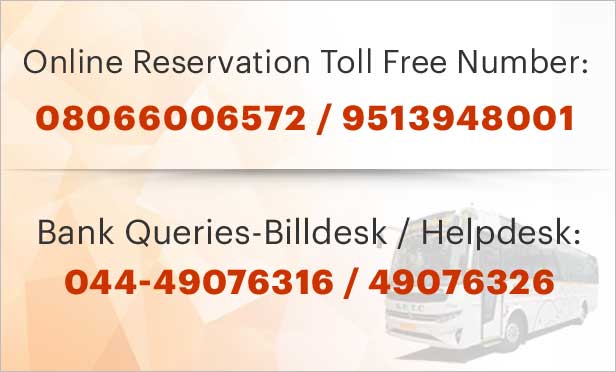 Online Reservation Toll Free Number:
08066006572 / 9513948001
Bank Queries-Billdesk / Helpdesk:
044-49076316 / 49076326
S.E.T.C